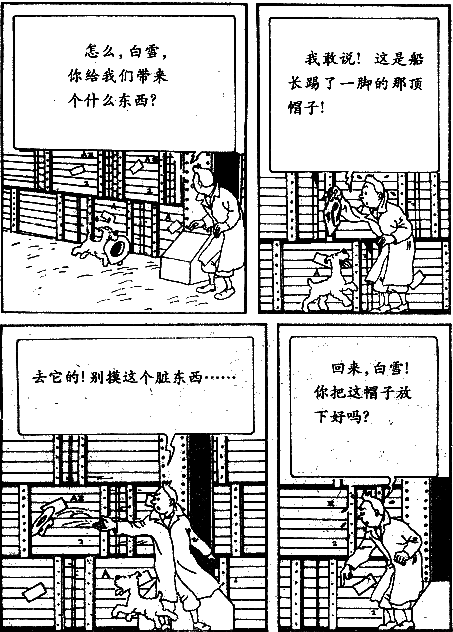 怎么，白雪，
你给我们带来
个什么东西？
我敢说！这是船
长踢了一脚的那顶
帽子！
去它的！别摸这个脏东西……
回来，白雪！
你把这帽子放
下好吗？